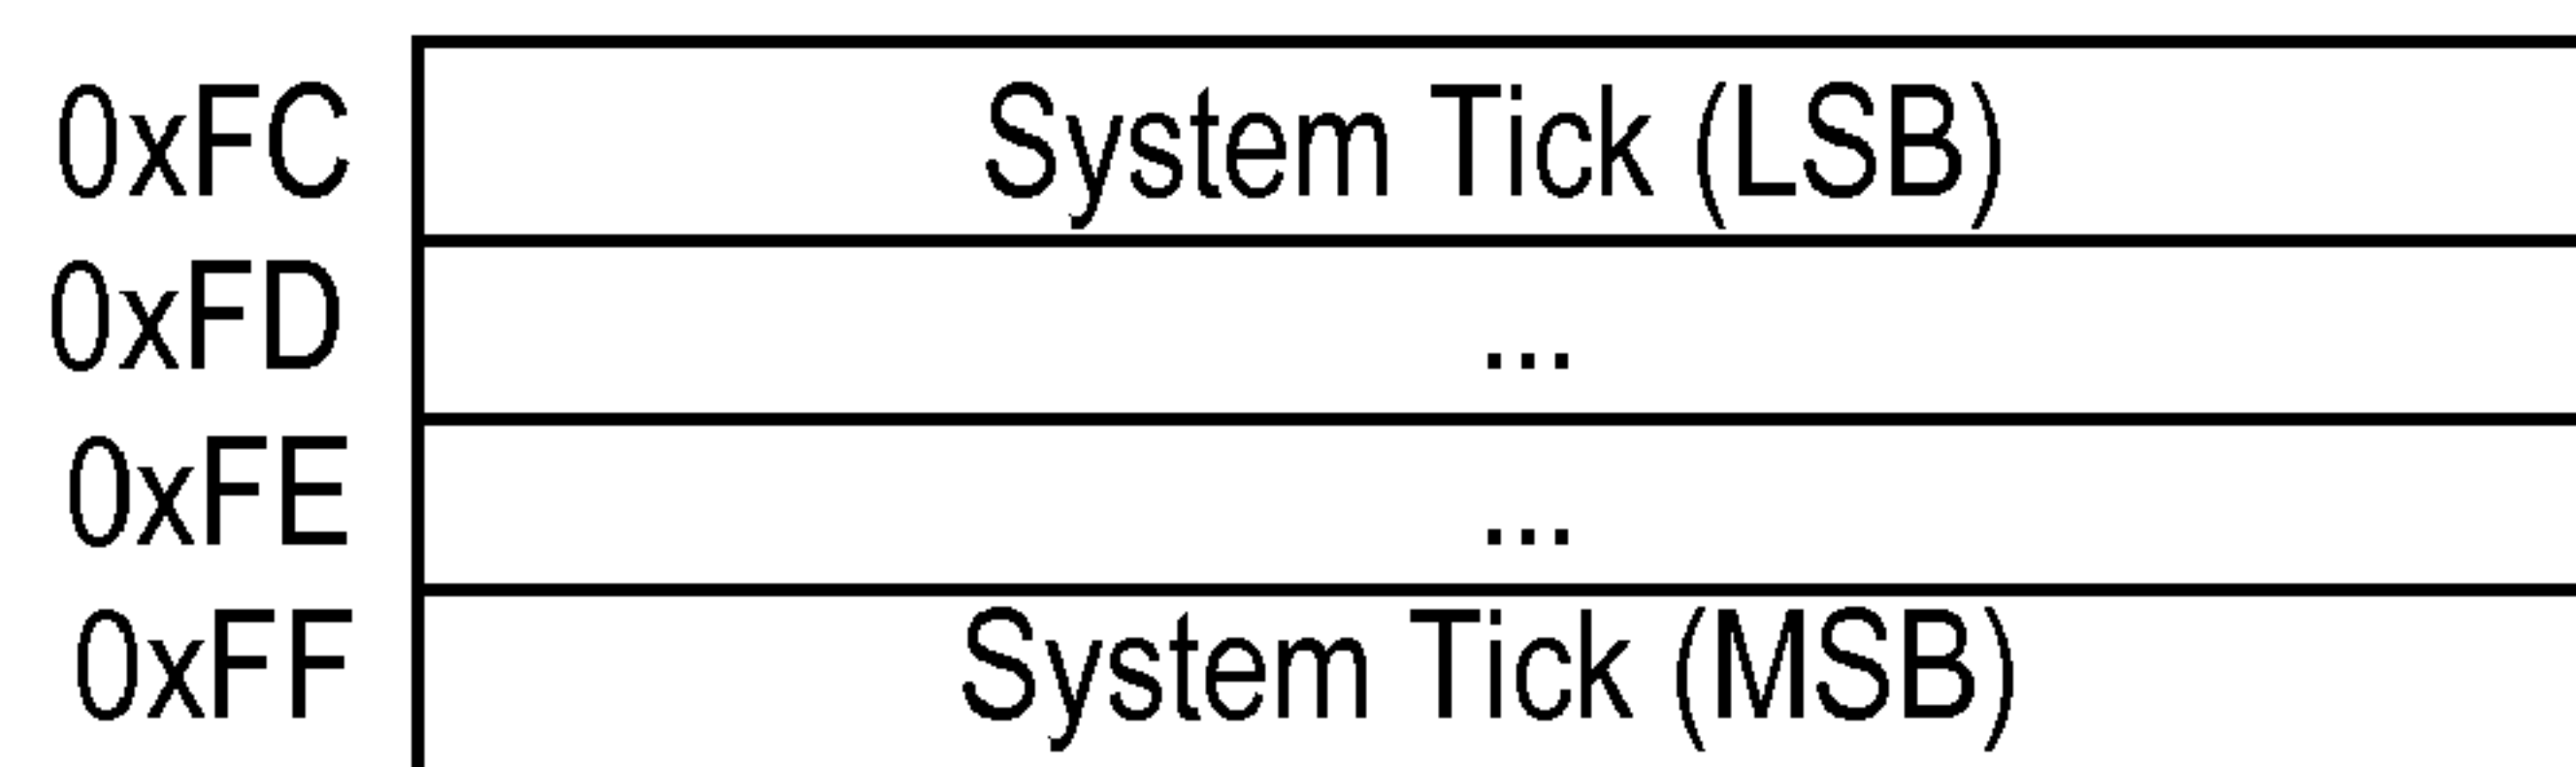 0xFC System Tick (LSB)
0xFD ...
0xFE ...
0xFF System Tick (MSB)